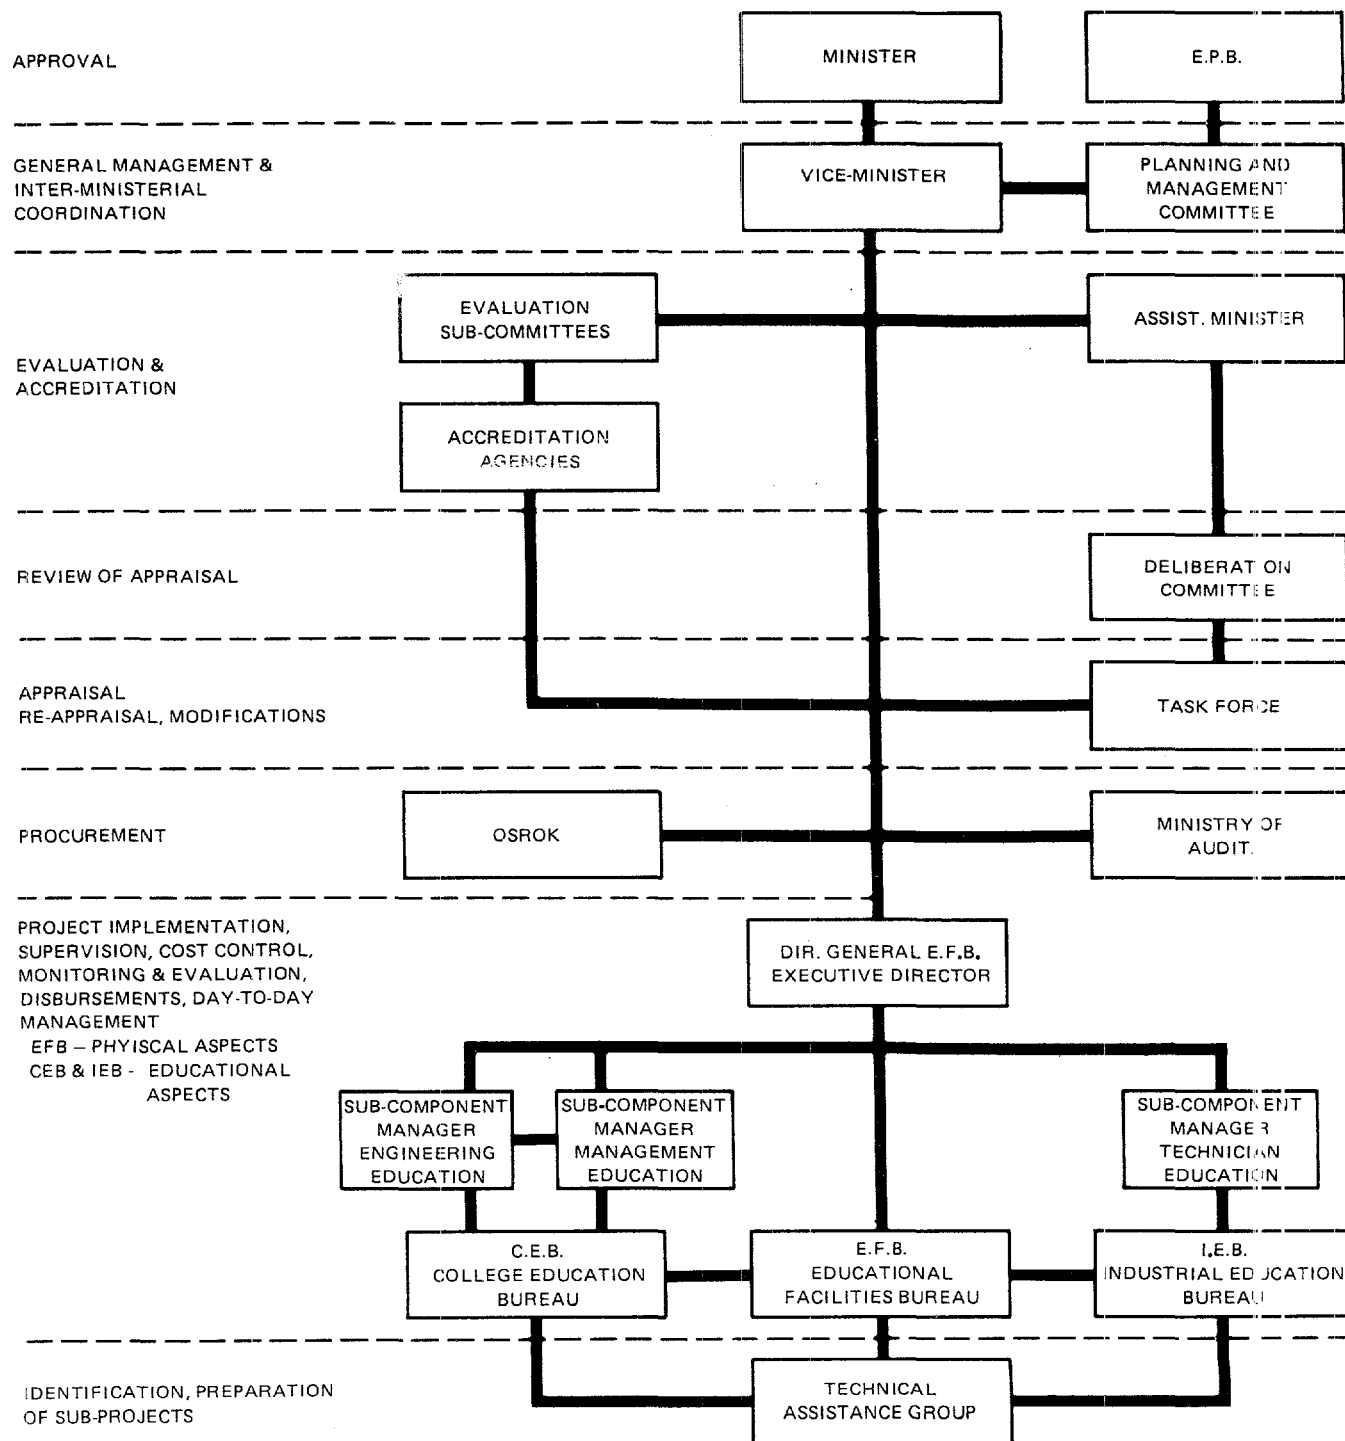 APPROVAL
MINISTER
E.P.B.
GENERAL MANAGEMENT &
INTER-MINISTERIAL
COORDINATION
VICE-MINISTER
PLANNING AND
MANAGEMENT
COMMITTEE
EVALUATION &
ACCREDITATION
EVALUATION
SUB-COMMITTEES
ASSIST. MINISTER
ACCREDITATION
AGENCIES
REVIEW OF APPRAISAL
DELIBERATION
COMMITTEE
APPRAISAL
RE-APPRAISAL, MODIFICATIONS
TASK FORCE
PROCUREMENT
OSROK
MINISTRY OF
AUDIT.
PROJECT IMPLEMENTATION,
SUPERVISION, COST CONTROL,
MONITORING & EVALUATION,
DISBURSEMENTS, DAY-TO-DAY
MANAGEMENT
EFB – PHYISCAL ASPECTS
CEB & IEB - EDUCATIONAL
ASPECTS
DIR. GENERAL E.F.B.
EXECUTIVE DIRECTOR
SUB-COMPONENT
MANAGER
ENGINEERING
EDUCATION
SUB-COMPONENT
MANAGER
MANAGEMENT
EDUCATION
SUB-COMPONENT
MANAGER
TECHNICIAN
EDUCATION
C.E.B.
COLLEGE EDUCATION
BUREAU
E.F.B.
EDUCATIONAL
FACILITIES BUREAU
I.E.B.
INDUSTRIAL EDUCATION
BUREAU
IDENTIFICATION, PREPARATION
OF SUB-PROJECTS
TECHNICAL
ASSISTANCE GROUP